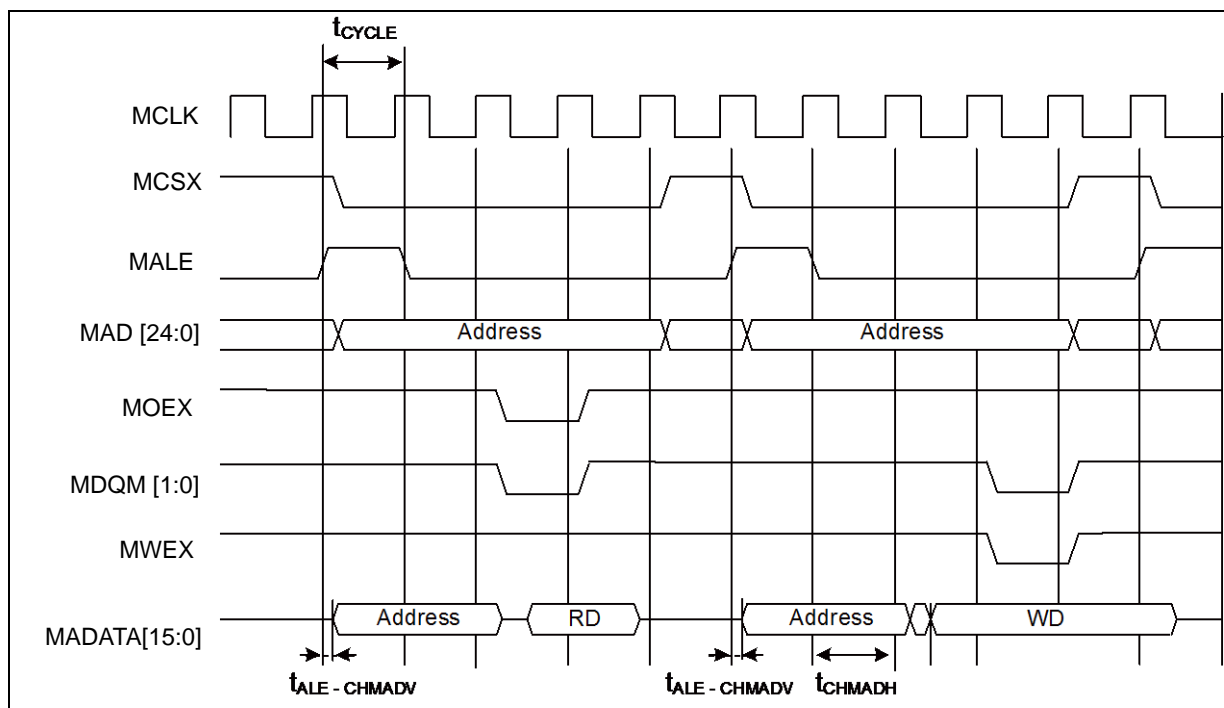 tCYCLE
MCLK
MCSX
MALE
MAD [24:0] Address Address
MOEX
MDQM [1:0]
MWEX
MADATA[15:0] Address RD Address WD
tALE - CHMADV tALE - CHMADV tCHMADH